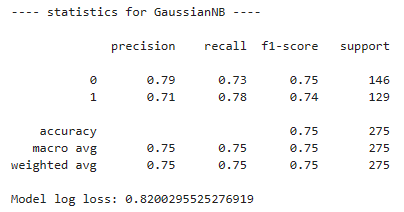 ---- statistics for GaussianNB ----
precision recall f1-score support
0 0.79 0.73 0.75 146
1 0.71 0.78 0.74 129
accuracy 0.75 275
macro avg 0.75 0.75 0.75 275
weighted avg 0.75 0.75 0.75 275
Model log loss: 0.8200295525276919